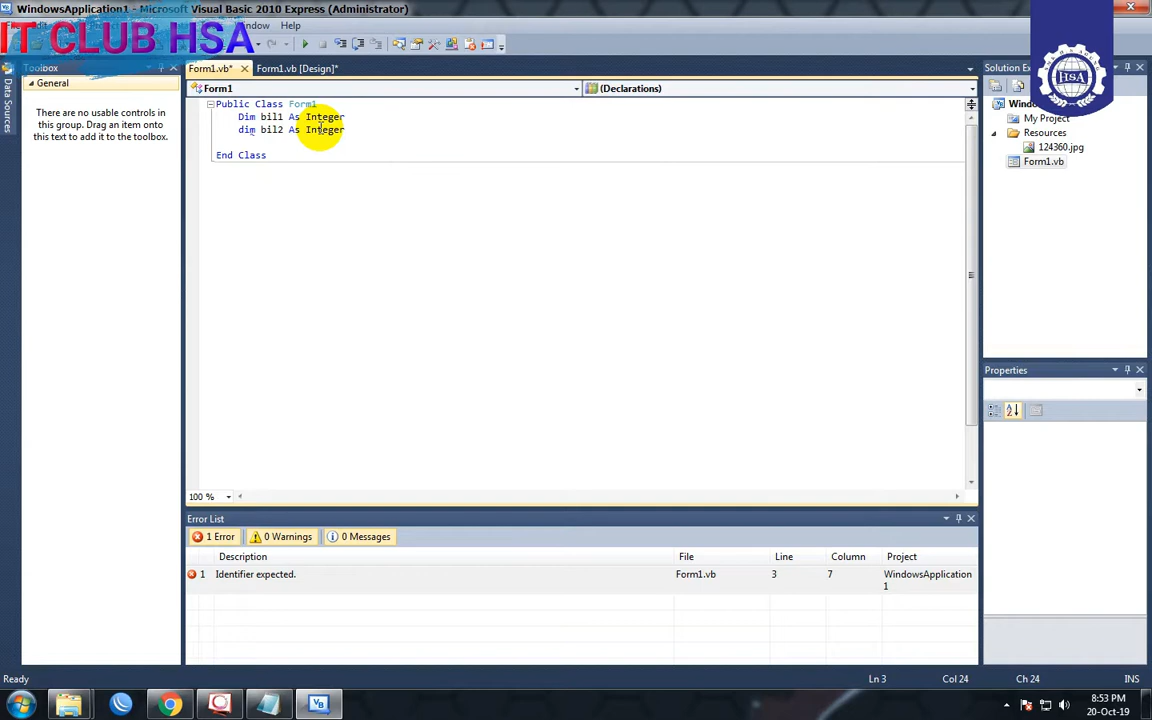 WindowsApplication1 - Microsoft Visual Basic 2010 Express (Administrator)
IT CLUB HSA
Window Help
HSA
Toolbox
Form1.vb* Form1.vb [Design]*
Solution Ex
Data Sources
General
Form1
(Declarations)
There are no usable controls in
this group. Drag an item onto
this text to add it to the toolbox.
Public Class Form1
Dim bil1 As Integer
dim bil2 As Integer
End Class
My Project
Resources
124360.jpg
Form1.vb
Properties
100 %
Error List
1 Error 0 Warnings 0 Messages
Description File Line Column Project
1 Identifier expected. Form1.vb 3 7 WindowsApplication
1
Ready Ln 3 Col 24 Ch 24 INS
8:53 PM
20-Oct-19